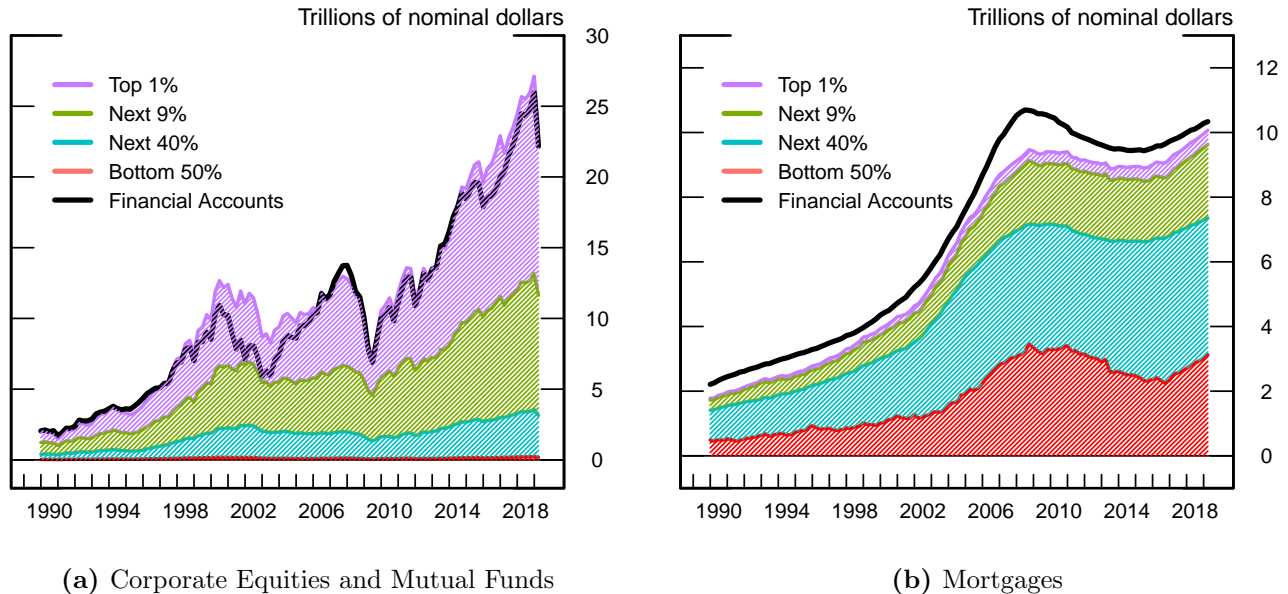 Trillions of nominal dollars
30
25
20
15
10
5
0
Top 1%
Next 9%
Next 40%
Bottom 50%
Financial Accounts
1990 1994 1998 2002 2006 2010 2014 2018
(a) Corporate Equities and Mutual Funds
Trillions of nominal dollars
12
10
8
6
4
2
0
Top 1%
Next 9%
Next 40%
Bottom 50%
Financial Accounts
1990 1994 1998 2002 2006 2010 2014 2018
(b) Mortgages